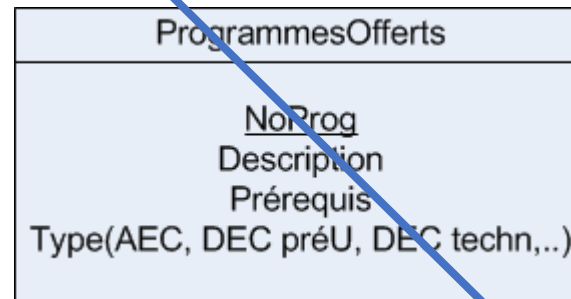 ProgrammesOfferts
NoProg
Description
Prérequis
Type(AEC, DEC préU, DEC techn,..)